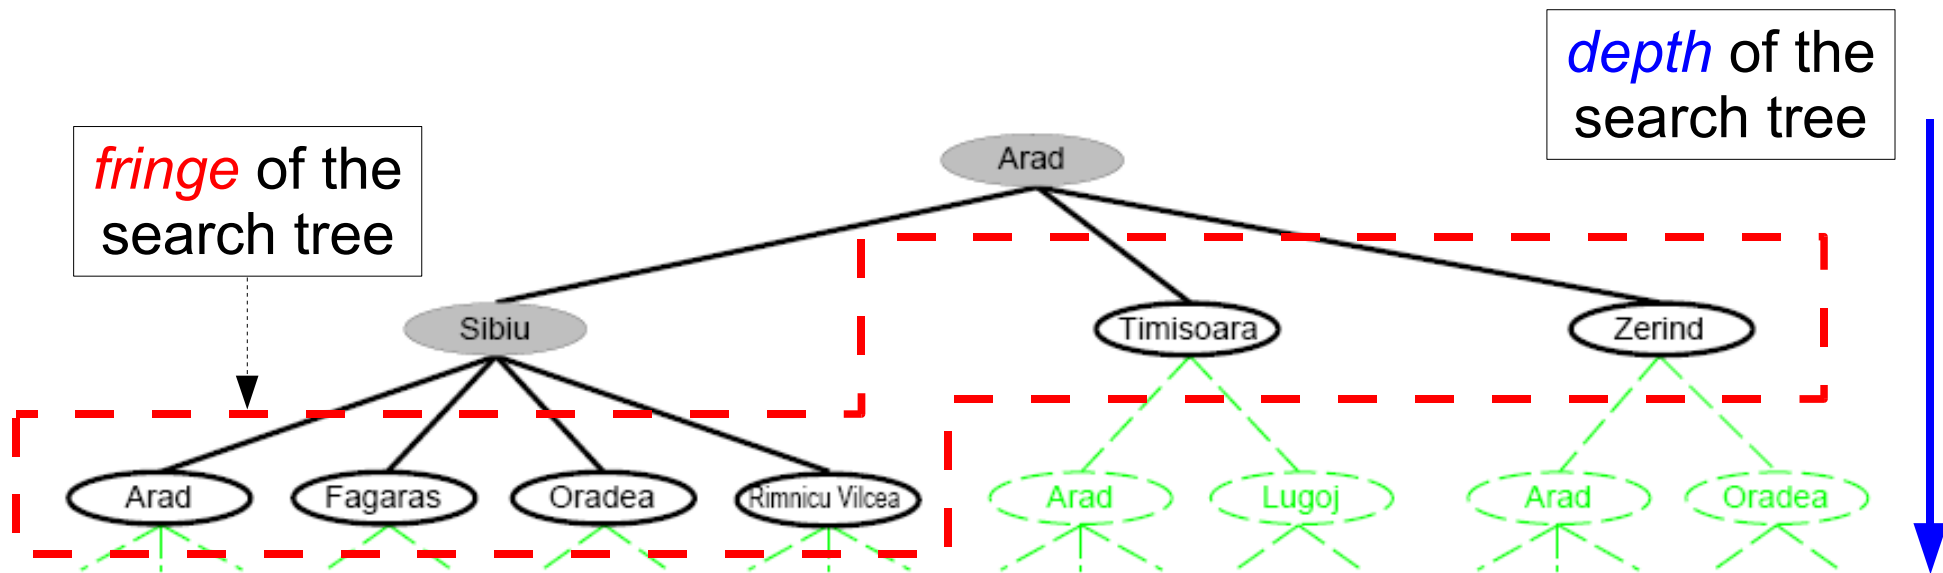 depth of the
search tree
fringe of the
search tree
Arad
Sibiu
Timisoara
Zerind
Arad
Fagaras
Oradea
Rimnicu Vilcea
Arad
Lugoj
Arad
Oradea